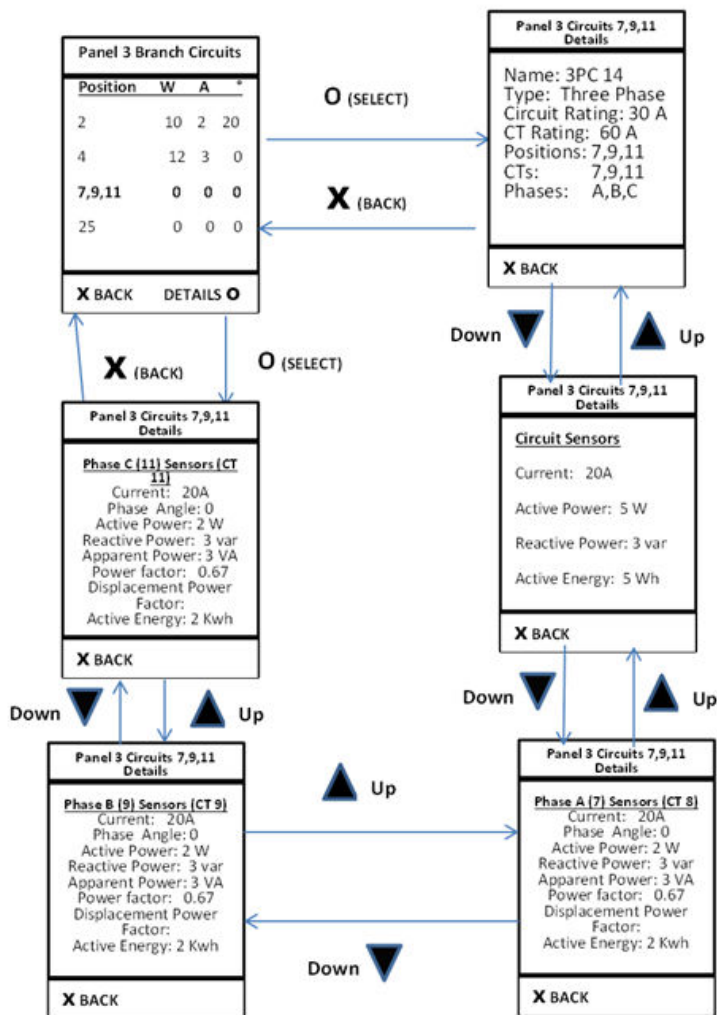 Panel 3 Branch Circuits
Position W A °
2 10 2 20
4 12 3 0
7,9,11 0 0 0
25 0 0 0
X BACK DETAILS O
O (SELECT)
X (BACK)
Panel 3 Circuits 7,9,11
Details
Name: 3PC 14
Type: Three Phase
Circuit Rating: 30 A
CT Rating: 60 A
Positions: 7,9,11
CTs: 7,9,11
Phases: A,B,C
X BACK
Down Up
X (BACK)
O (SELECT)
Panel 3 Circuits 7,9,11
Details
Circuit Sensors
Current: 20A
Active Power: 5 W
Reactive Power: 3 var
Active Energy: 5 Wh
X BACK
Down Up
Panel 3 Circuits 7,9,11
Details
Phase C (11) Sensors (CT
11)
Current: 20A
Phase Angle: 0
Active Power: 2 W
Reactive Power: 3 var
Apparent Power: 3 VA
Power factor: 0.67
Displacement Power
Factor:
Active Energy: 2 Kwh
X BACK
Down Up
Panel 3 Circuits 7,9,11
Details
Phase B (9) Sensors (CT 9)
Current: 20A
Phase Angle: 0
Active Power: 2 W
Reactive Power: 3 var
Apparent Power: 3 VA
Power factor: 0.67
Displacement Power
Factor:
Active Energy: 2 Kwh
X BACK
Up
Down
Panel 3 Circuits 7,9,11
Details
Phase A (7) Sensors (CT 8)
Current: 20A
Phase Angle: 0
Active Power: 2 W
Reactive Power: 3 var
Apparent Power: 3 VA
Power factor: 0.67
Displacement Power
Factor:
Active Energy: 2 Kwh
X BACK